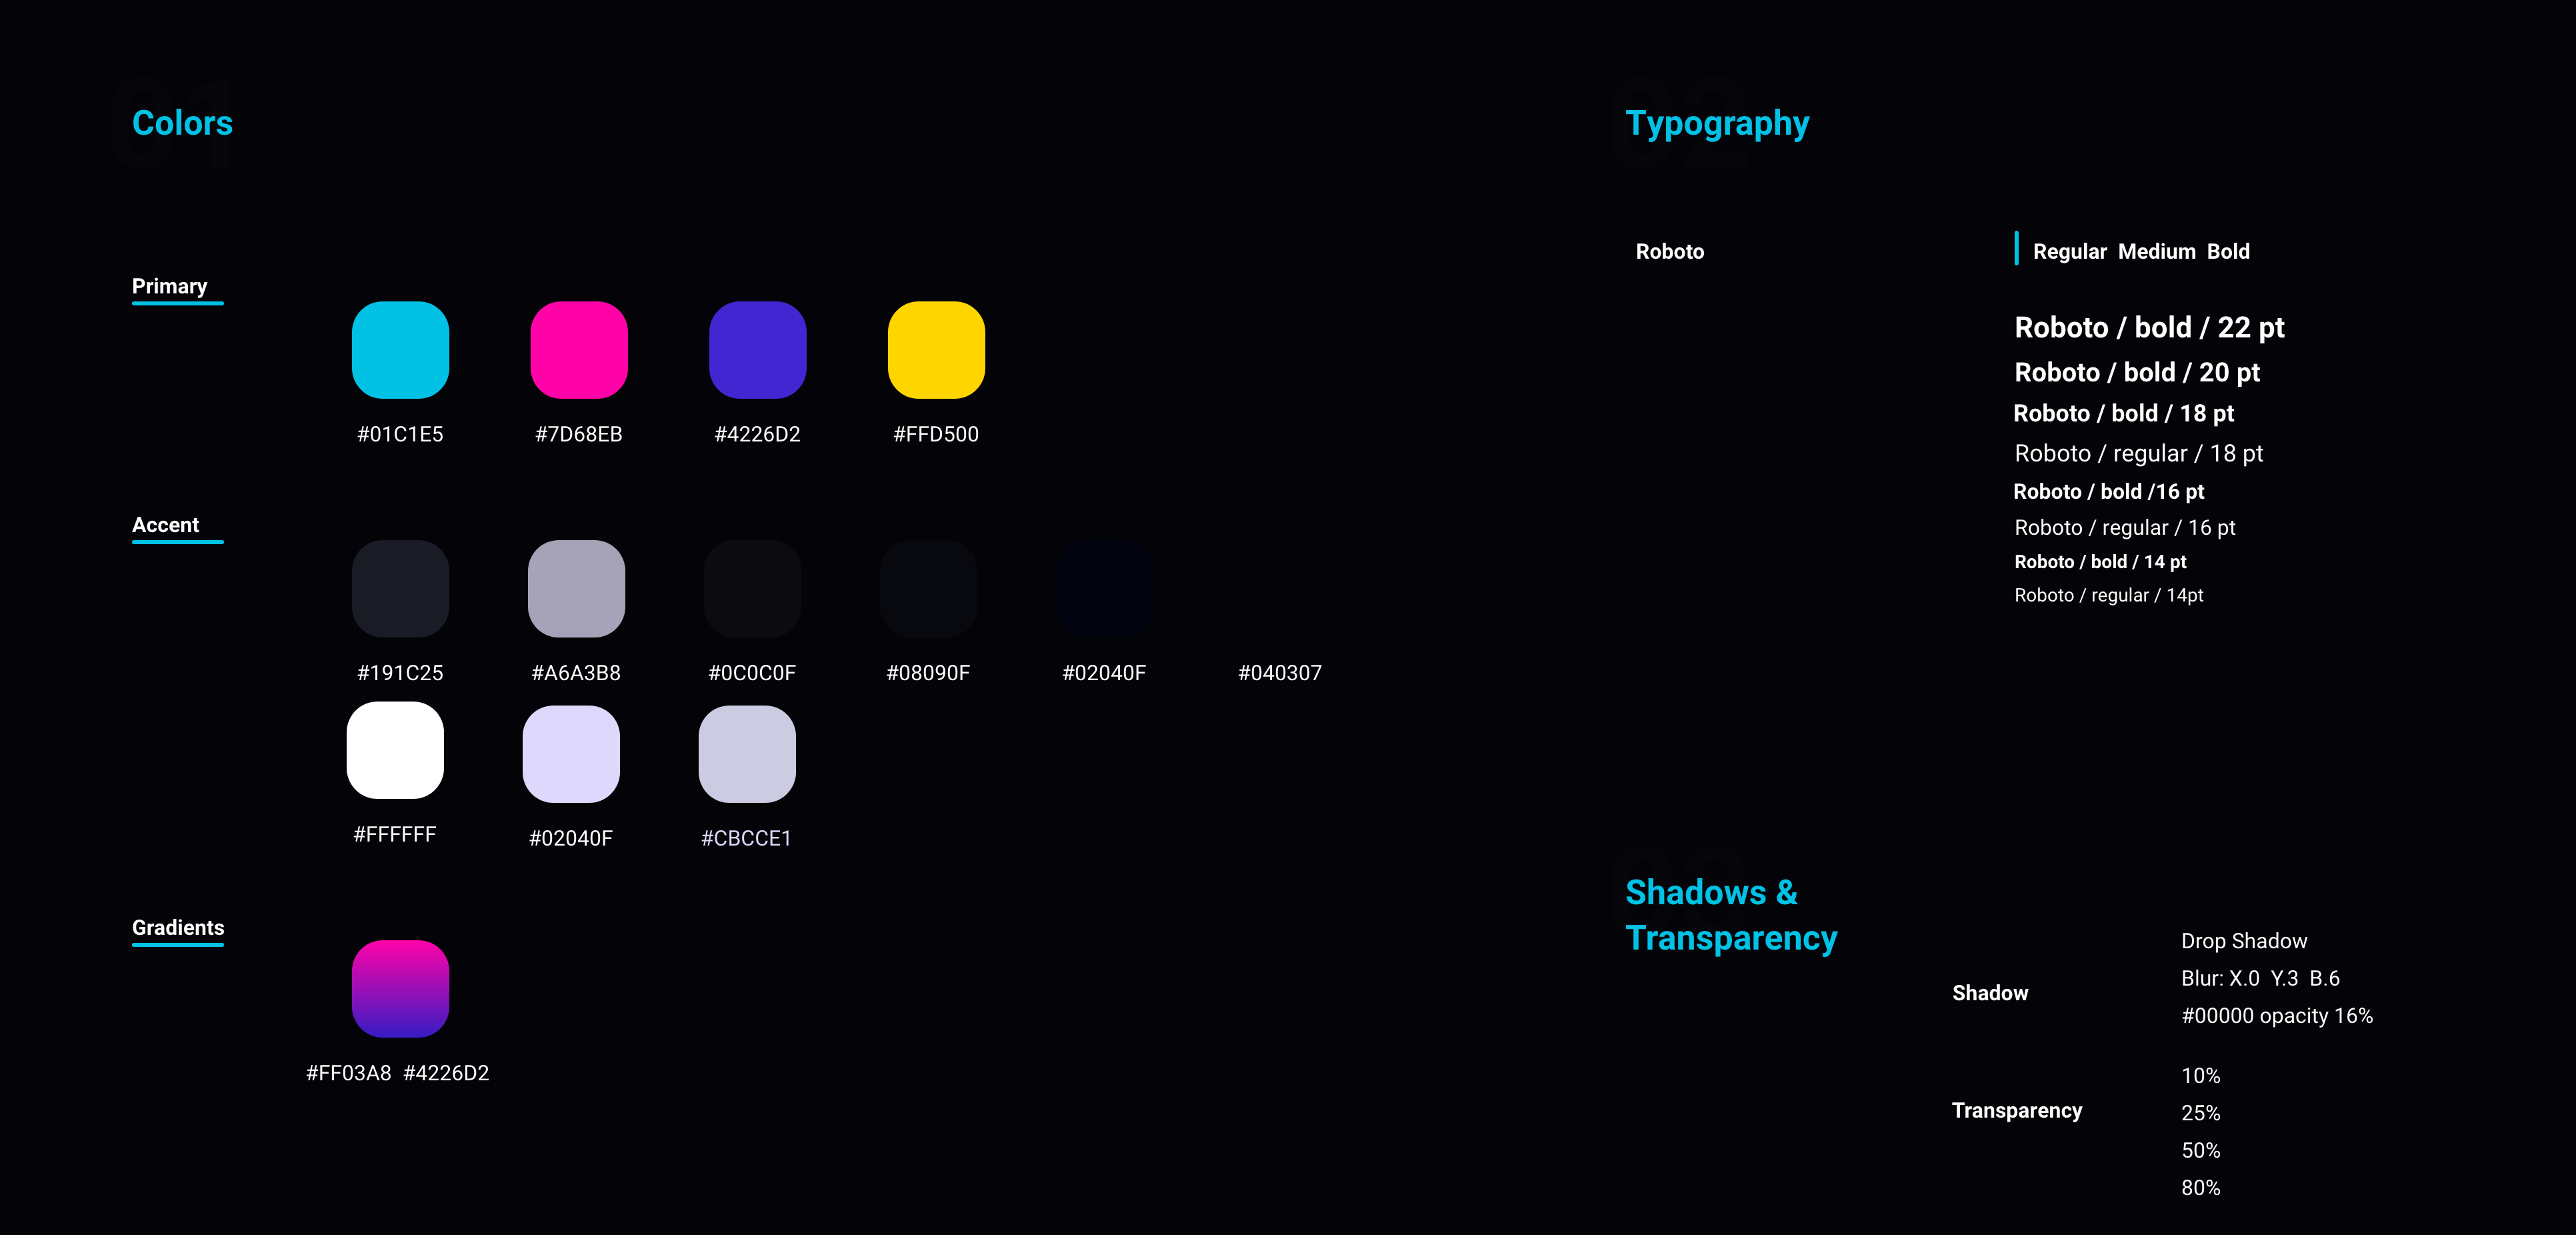 01
Colors
Primary
#01C1E5 #7D68EB #4226D2 #FFD500
Accent
#191C25 #A6A3B8 #0C0C0F #08090F #02040F #040307
#FFFFFF #02040F #CBCCE1
Gradients
#FF03A8 #4226D2
02
Typography
Roboto
Regular Medium Bold
Roboto / bold / 22 pt
Roboto / bold / 20 pt
Roboto / bold / 18 pt
Roboto / regular / 18 pt
Roboto / bold /16 pt
Roboto / regular / 16 pt
Roboto / bold / 14 pt
Roboto / regular / 14pt
Shadows &
Transparency
Shadow
Drop Shadow
Blur: X.0 Y.3 B.6
#00000 opacity 16%
Transparency
10%
25%
50%
80%